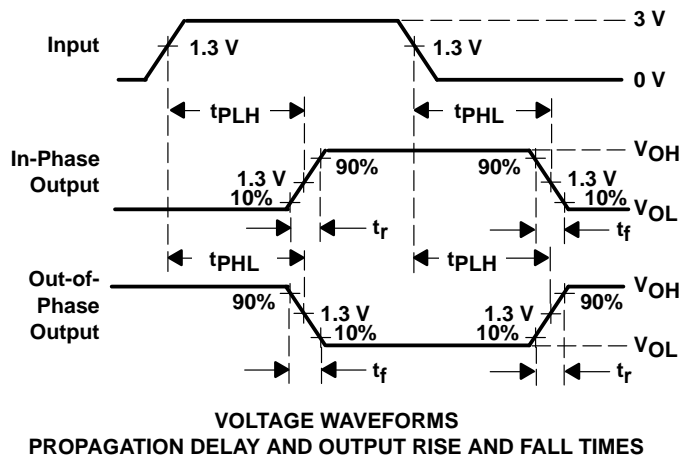 3 V
Input
1.3 V
1.3 V
0 V
tPLH
tPHL
In-Phase
Output
VOH
90%
90%
1.3 V
1.3 V
10%
10%
VOL
tr
tf
tPHL
tPLH
Out-of-
Phase
Output
VOH
90%
90%
1.3 V
1.3 V
10%
10%
VOL
tf
tr
VOLTAGE WAVEFORMS
PROPAGATION DELAY AND OUTPUT RISE AND FALL TIMES